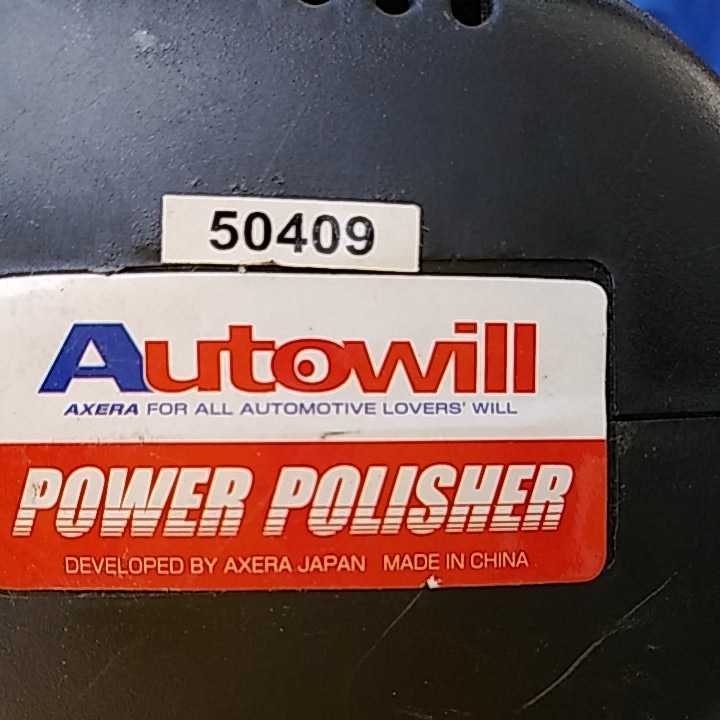 50409
Autowill
AXERA FOR ALL AUTOMOTIVE LOVERS' WILL
POWER POLISHER
DEVELOPED BY AXERA JAPAN MADE IN CHINA